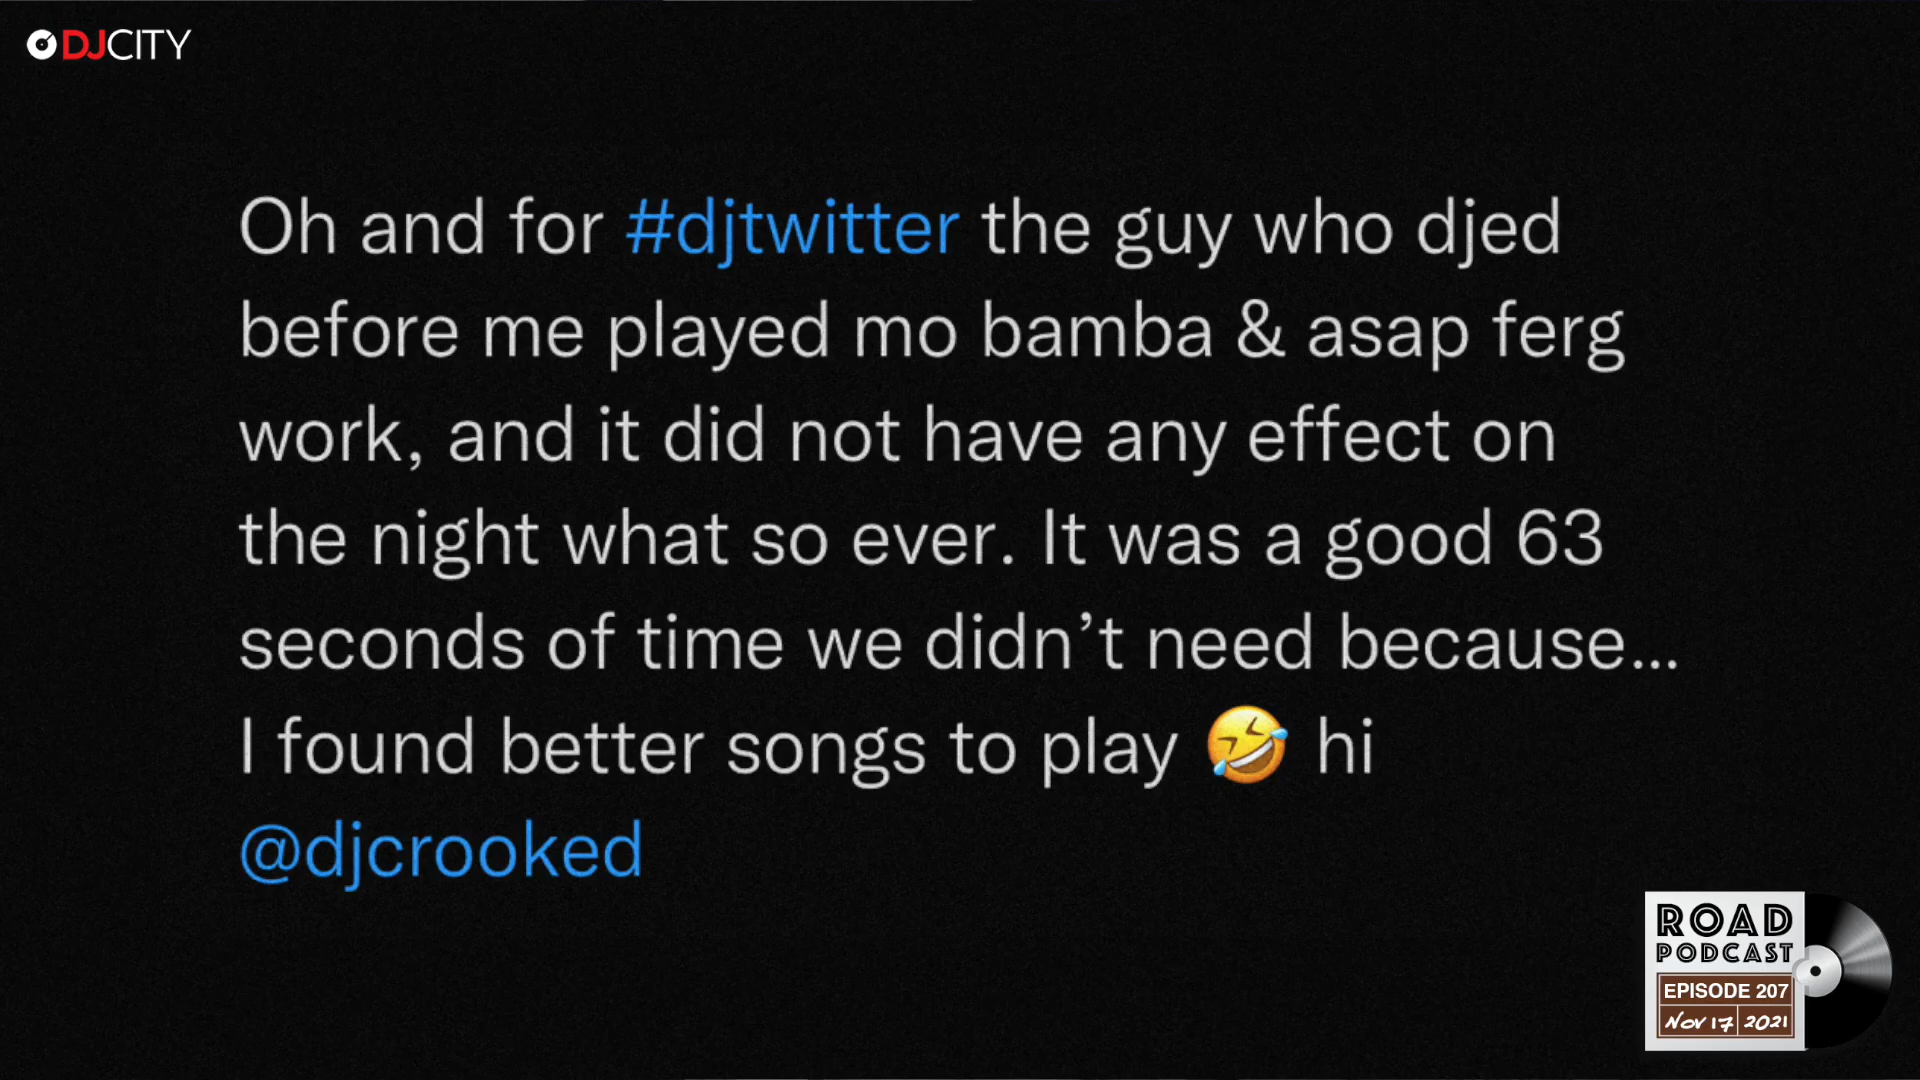 DJCITY
Oh and for #djtwitter the guy who djed
before me played mo bamba & asap ferg
work, and it did not have any effect on
the night what so ever. It was a good 63
seconds of time we didn’t need because...
I found better songs to play 🤣 hi
@djcrooked
ROAD
PODCAST
EPISODE 207
Nov 17 2021